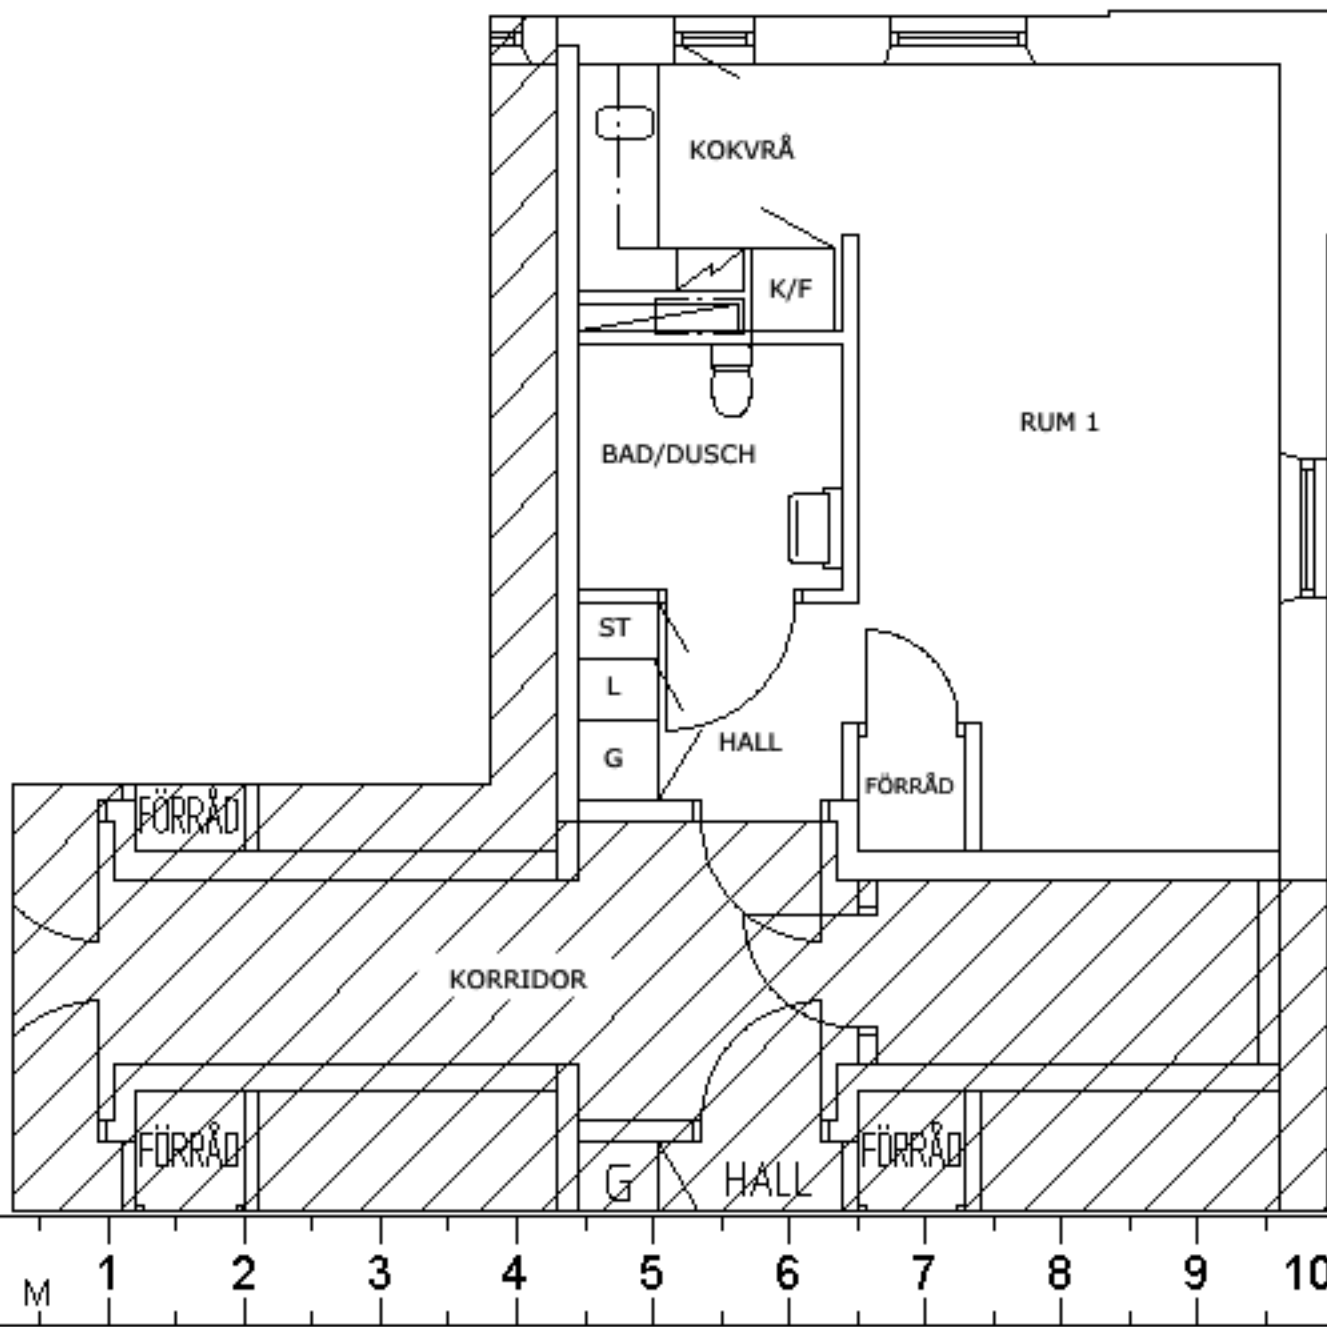 KOKVRÅ
K/F
RUM 1
BAD/DUSCH
ST
L
G
HALL
FÖRRÅD
FÖRRÅD
KORRIDOR
FÖRRÅD
G
HALL
FÖRRÅD
M 1 2 3 4 5 6 7 8 9 10